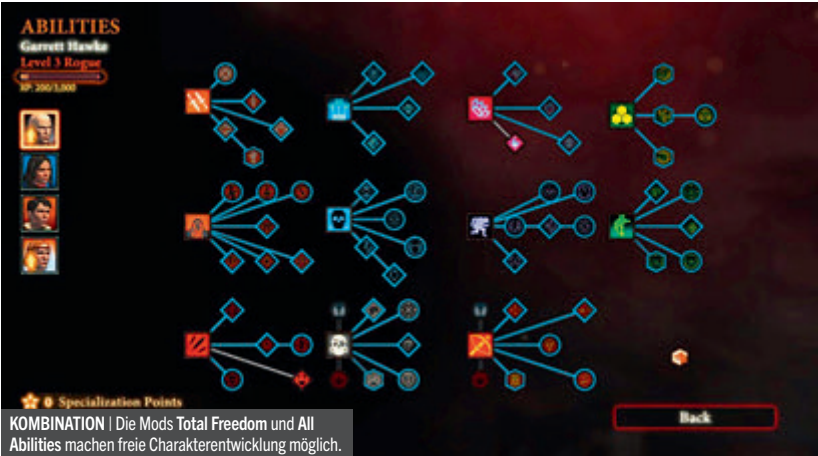 ABILITIES
Garrett Hawke
Level 3 Rogue
XP: 200/3,000
0 Specialization Points
Back
KOMBINATION | Die Mods Total Freedom und All
Abilities machen freie Charakterentwicklung möglich.